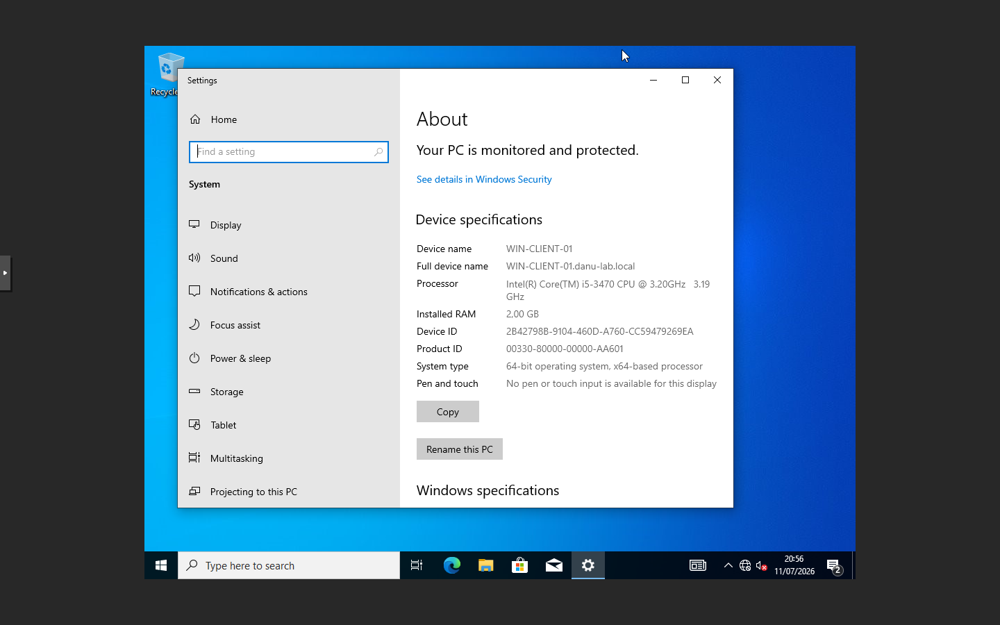 Recycle
Settings
Home
Find a setting
System
Display
Sound
Notifications & actions
Focus assist
Power & sleep
Storage
Tablet
Multitasking
Projecting to this PC
About
Your PC is monitored and protected.
See details in Windows Security
Device specifications
Device name WIN-CLIENT-01
Full device name WIN-CLIENT-01.danu-lab.local
Processor Intel(R) Core(TM) i5-3470 CPU @ 3.20GHz 3.19
GHz
Installed RAM 2,00 GB
Device ID 2B42798B-9104-460D-A760-CC59479269EA
Product ID 00330-80000-00000-AA601
System type 64-bit operating system, x64-based processor
Pen and touch No pen or touch input is available for this display
Copy
Rename this PC
Windows specifications
Type here to search
20:56
11/07/2026
2